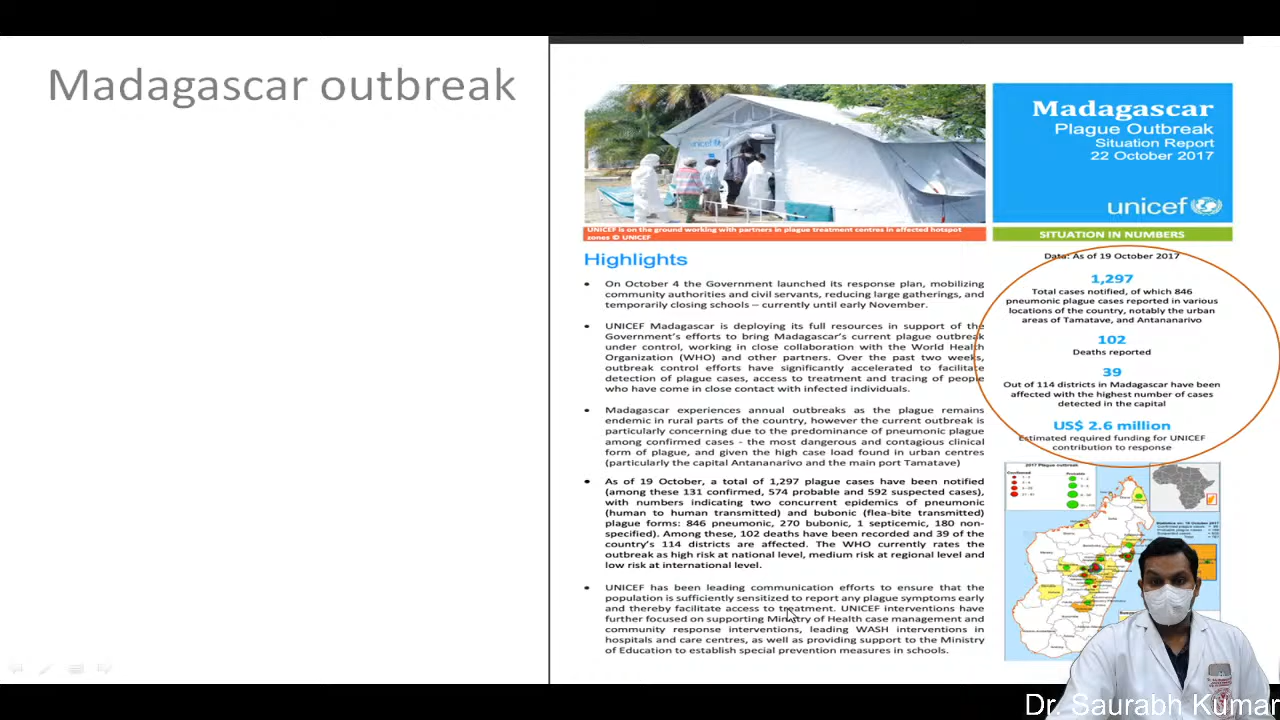 Madagascar outbreak
Madagascar
Plague Outbreak
Situation Report
22 October 2017
unicef
unicef
UNICEF is on the ground working with partners in plague treatment centres in affected hotspot
zones © UNICEF
SITUATION IN NUMBERS
Highlights
On October 4 the Government launched its response plan, mobilizing
community authorities and civil servants, reducing large gatherings, and
temporarily closing schools – currently until early November.
UNICEF Madagascar is deploying its full resources in support of the
Government's efforts to bring Madagascar's current plague outbreak
under control, working in close collaboration with the World Health
Organization (WHO) and other partners. Over the past two weeks,
outbreak control efforts have significantly accelerated to facilitate
detection of plague cases, access to treatment and tracing of people
who have come in close contact with infected individuals.
Madagascar experiences annual outbreaks as the plague remains
endemic in rural parts of the country, however the current outbreak is
particularly concerning due to the predominance of pneumonic plague
among confirmed cases - the most dangerous and contagious clinical
form of plague, and given the high case load found in urban centres
(particularly the capital Antananarivo and the main port Tamatave)
As of 19 October, a total of 1,297 plague cases have been notified
(among these 131 confirmed, 574 probable and 592 suspected cases),
with numbers indicating two concurrent epidemics of pneumonic
(human to human transmitted) and bubonic (flea-bite transmitted)
plague forms: 846 pneumonic, 270 bubonic, 1 septicemic, 180 non-
specified). Among these, 102 deaths have been recorded and 39 of the
country's 114 districts are affected. The WHO currently rates the
outbreak as high risk at national level, medium risk at regional level and
low risk at international level.
UNICEF has been leading communication efforts to ensure that the
population is sufficiently sensitized to report any plague symptoms early
and thereby facilitate access to treatment. UNICEF interventions have
further focused on supporting Ministry of Health case management and
community response interventions, leading WASH interventions in
hospitals and care centres, as well as providing support to the Ministry
of Education to establish special prevention measures in schools.
Data: As of 19 October 2017
1,297
Total cases notified, of which 846
pneumonic plague cases reported in various
locations of the country, notably the urban
areas of Tamatave, and Antananarivo
102
Deaths reported
39
Out of 114 districts in Madagascar have been
affected with the highest number of cases
detected in the capital
US$ 2.6 million
Estimated required funding for UNICEF
contribution to response
2017 Plague outbreak
Dr. Saurabh Kumar